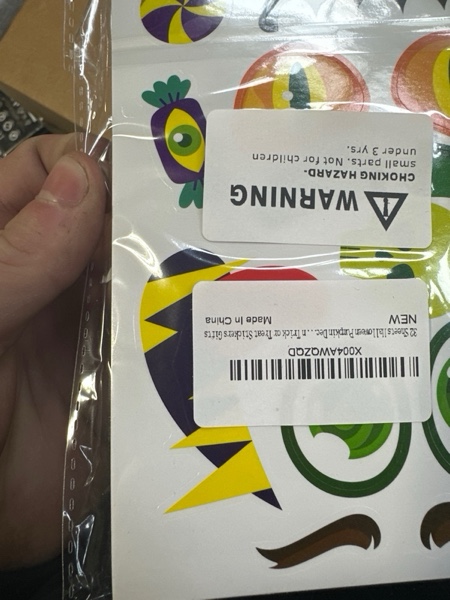 WARNING
CHOKING HAZARD-
small parts. Not for children
under 3 yrs.
X004AWQZQD
32 Sheets Halloween Pumpkin Dec...n Trick or Treat Stickers Gifts
NEW
Made in China